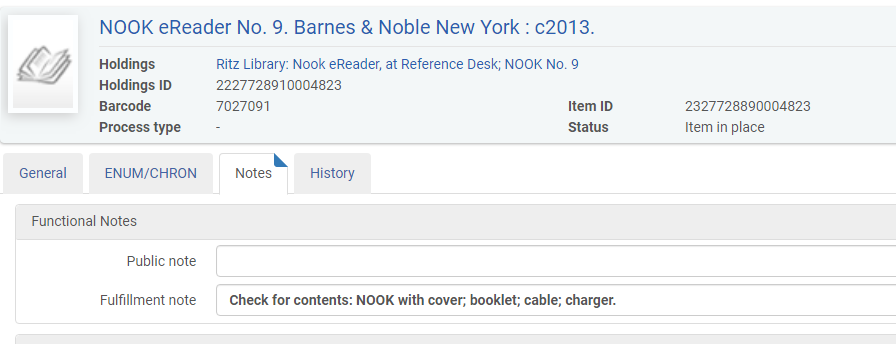 NOOK eReader No. 9. Barnes & Noble New York : c2013.
Holdings Ritz Library: Nook eReader, at Reference Desk; NOOK No. 9
Holdings ID 2227728910004823
Barcode 7027091 Item ID 2327728890004823
Process type - Status Item in place
General ENUM/CHRON Notes History
Functional Notes
Public note
Fulfillment note Check for contents: NOOK with cover; booklet; cable; charger.